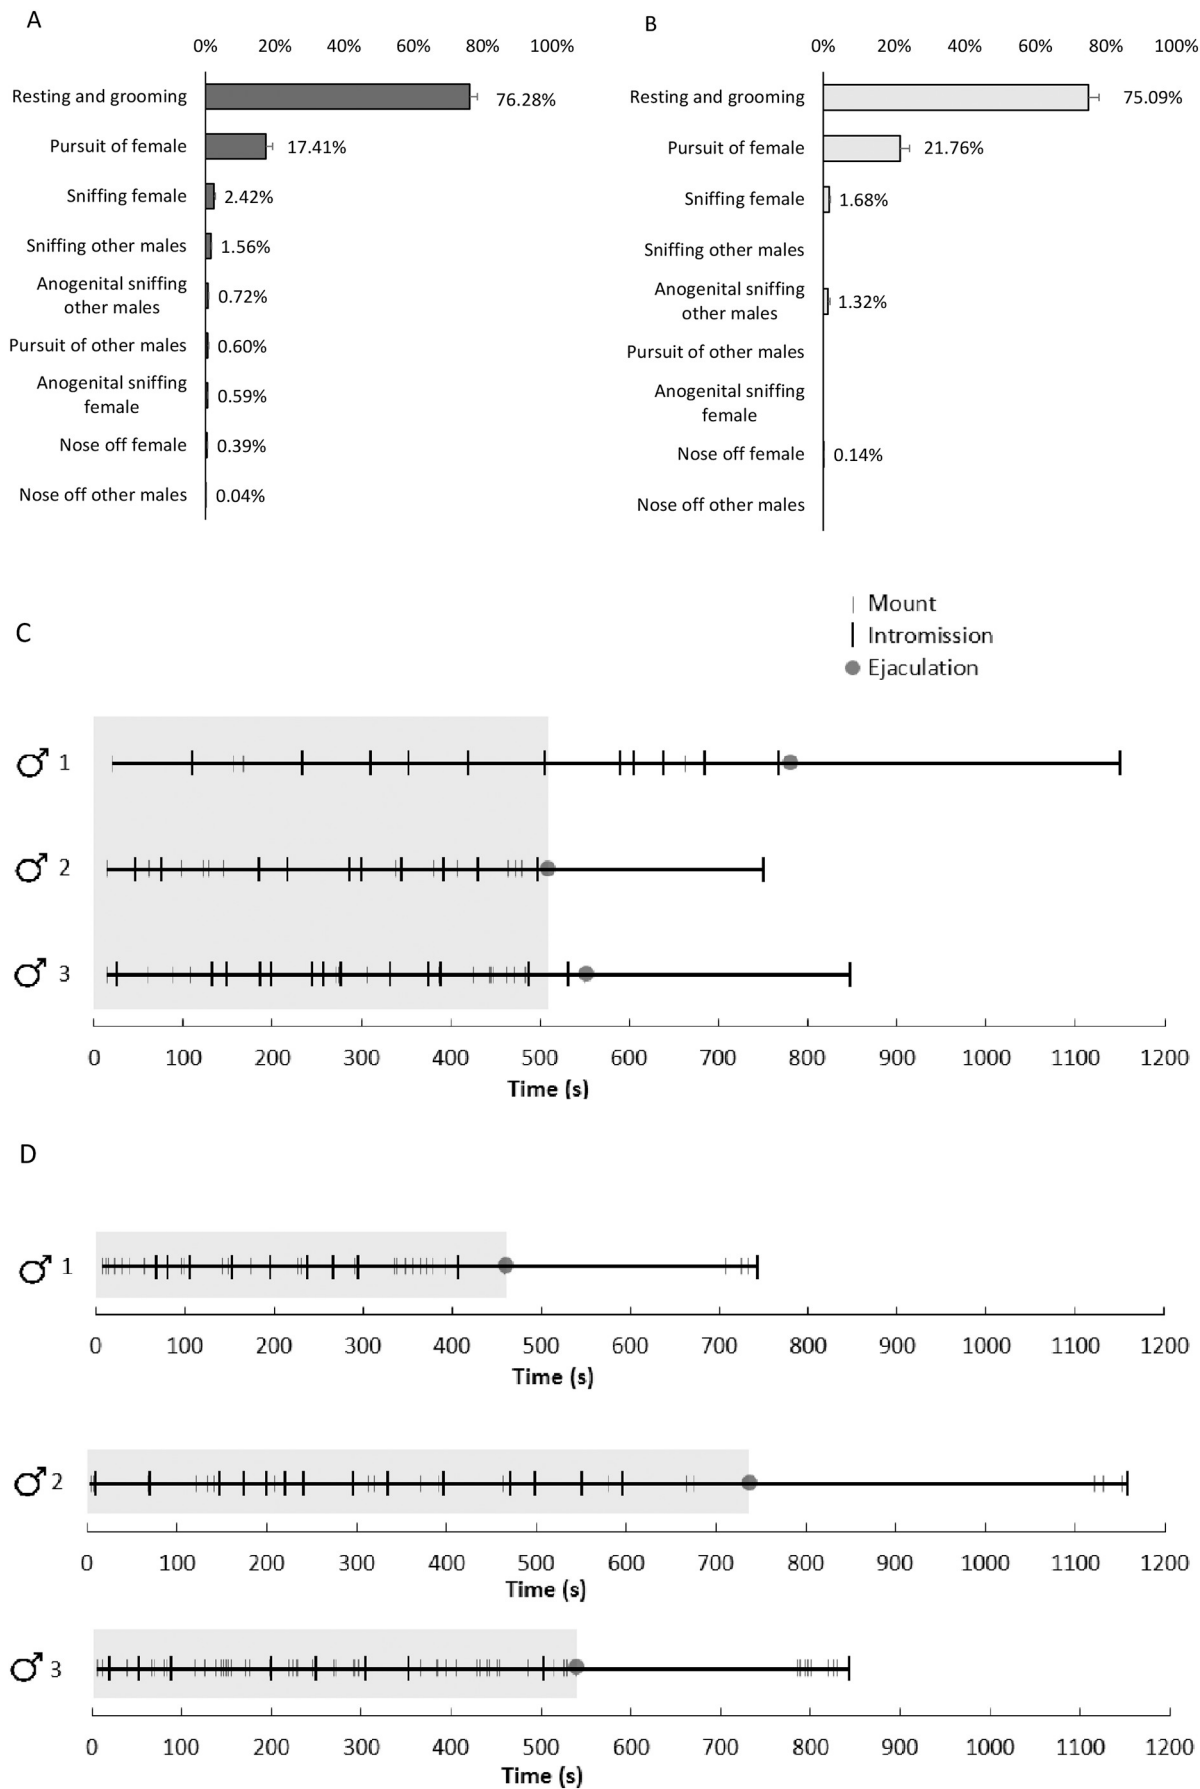 A
0% 20% 40% 60% 80% 100%
Resting and grooming 76.28%
Pursuit of female 17.41%
Sniffing female 2.42%
Sniffing other males 1.56%
Anogenital sniffing
other males 0.72%
Pursuit of other males 0.60%
Anogenital sniffing
female 0.59%
Nose off female 0.39%
Nose off other males 0.04%
B
0% 20% 40% 60% 80% 100%
Resting and grooming 75.09%
Pursuit of female 21.76%
Sniffing female 1.68%
Sniffing other males
Anogenital sniffing
other males 1.32%
Pursuit of other males
Anogenital sniffing
female
Nose off female 0.14%
Nose off other males
C
Mount
Intromission
Ejaculation
♂ 1
♂ 2
♂ 3
0 100 200 300 400 500 600 700 800 900 1000 1100 1200
Time (s)
D
♂ 1
0 100 200 300 400 500 600 700 800 900 1000 1100 1200
Time (s)
♂ 2
0 100 200 300 400 500 600 700 800 900 1000 1100 1200
Time (s)
♂ 3
0 100 200 300 400 500 600 700 800 900 1000 1100 1200
Time (s)